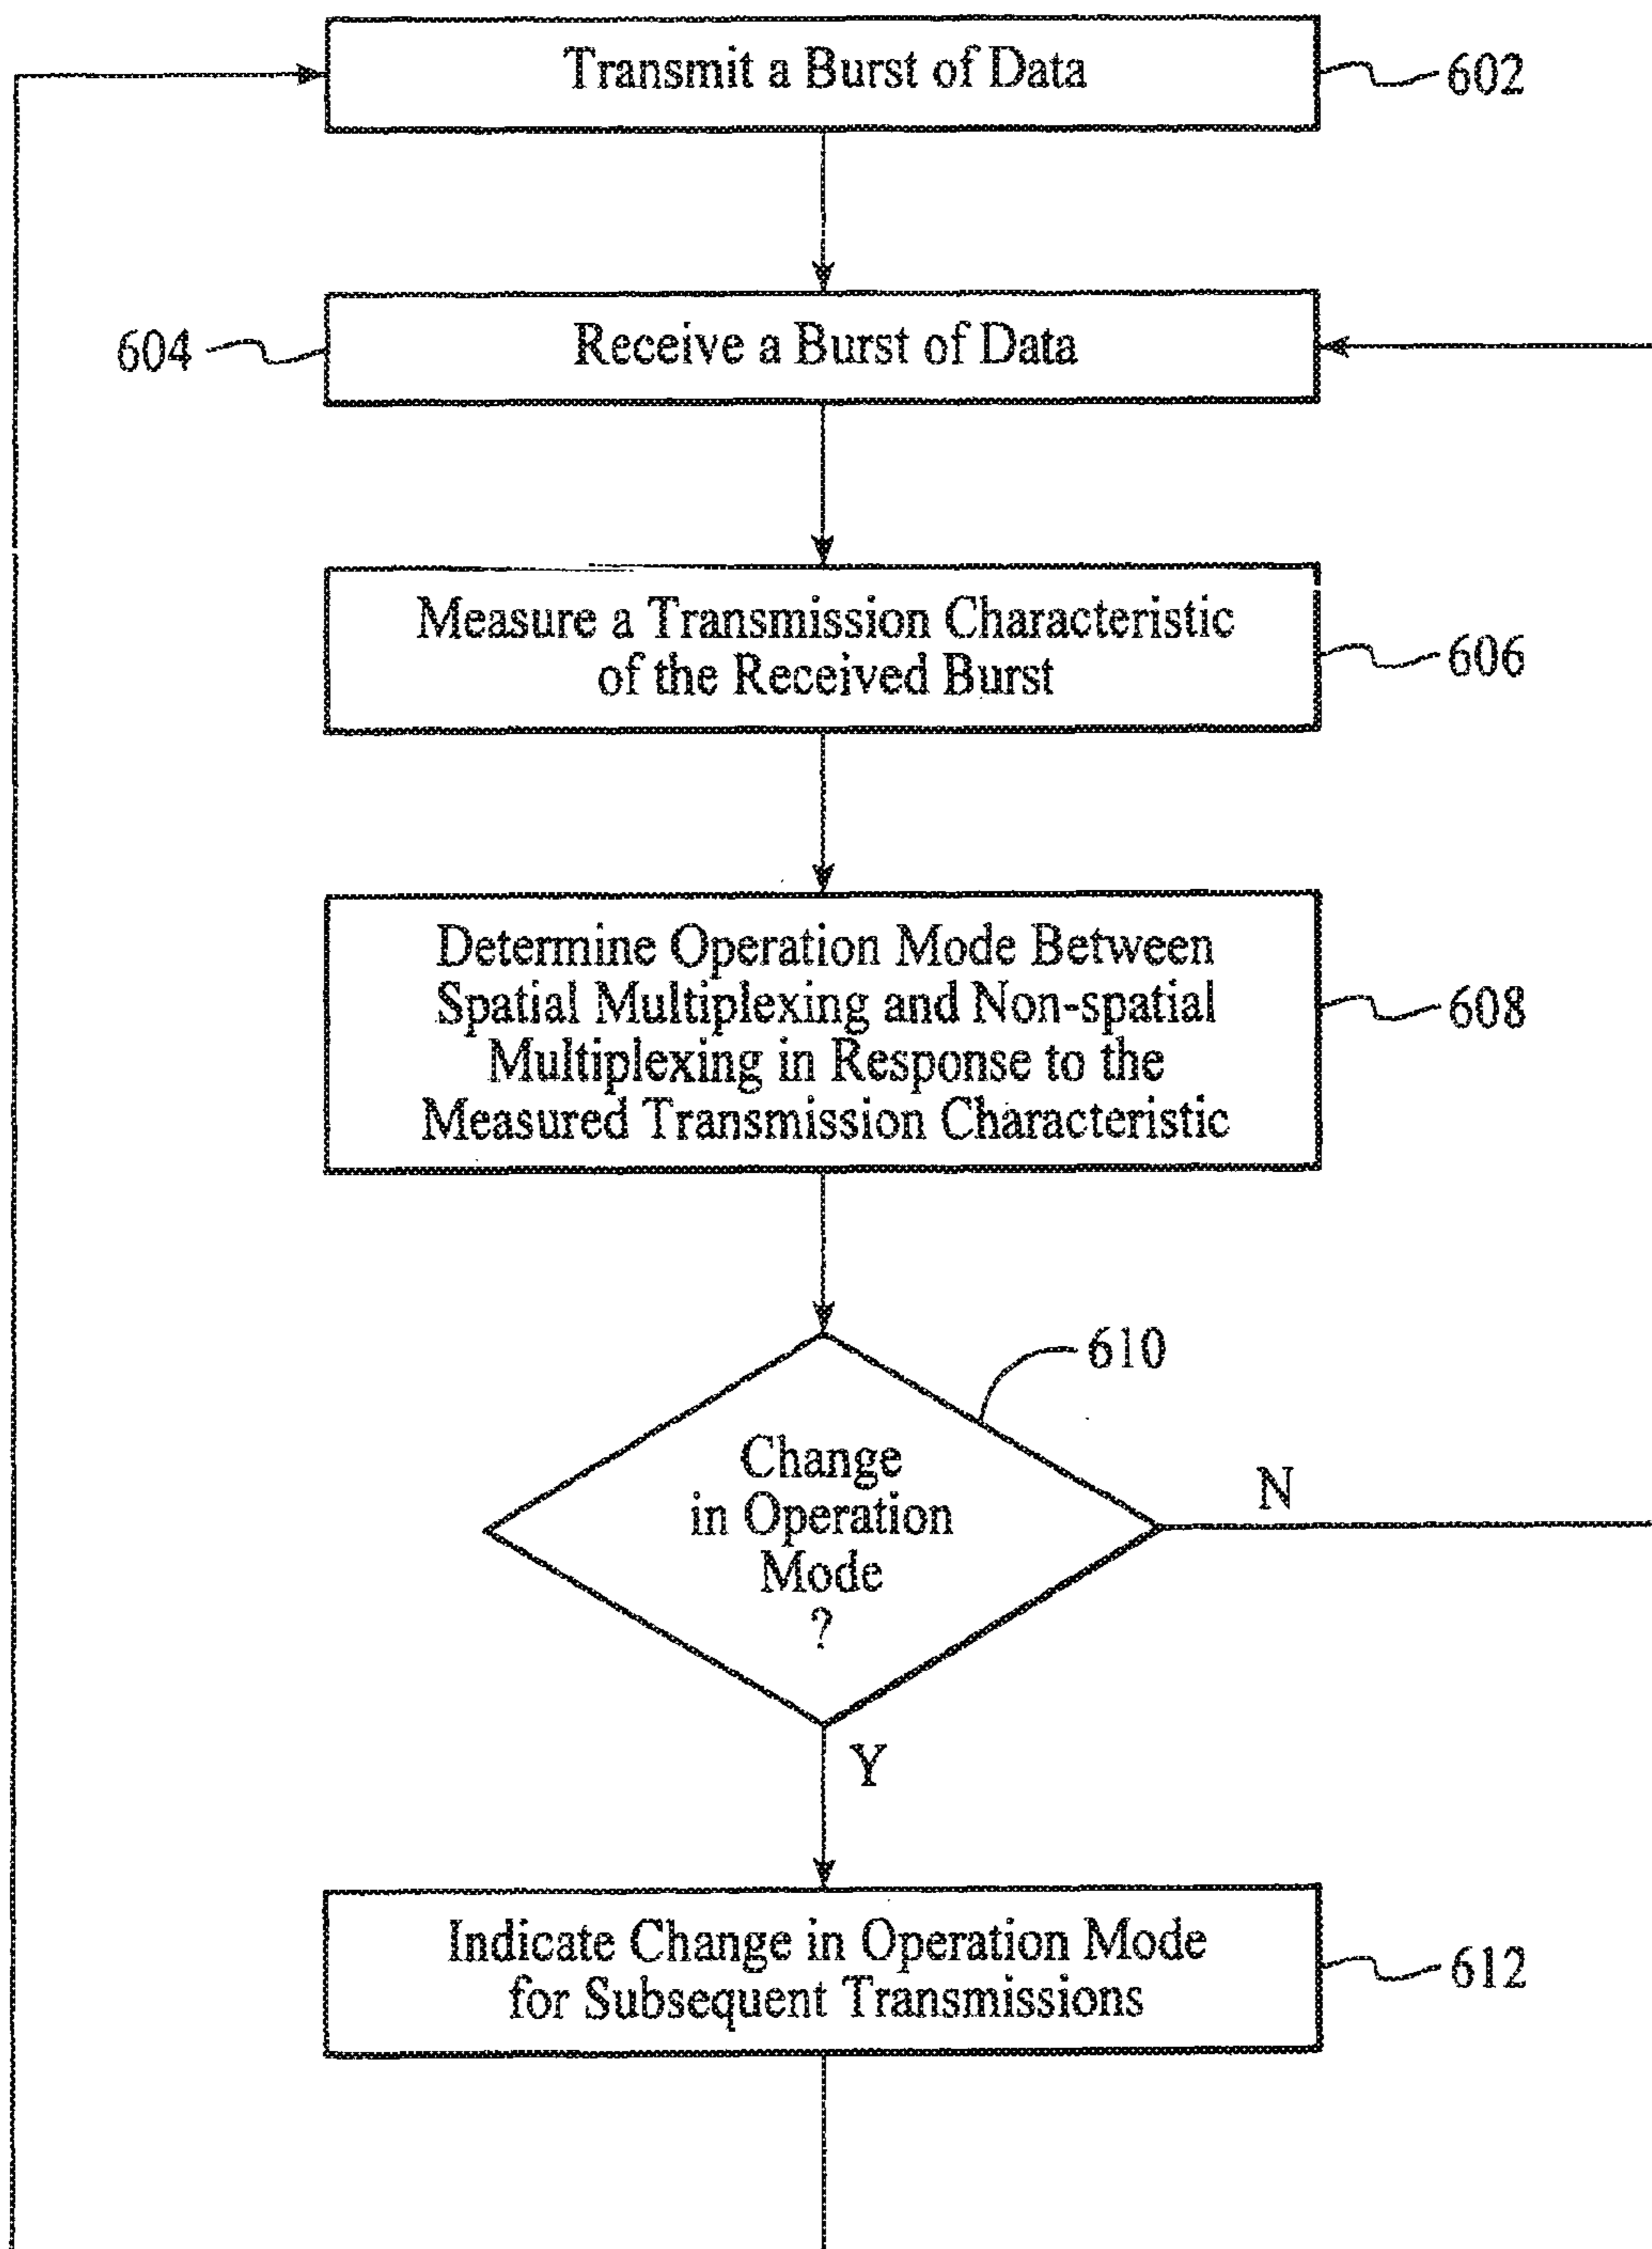 Transmit a Burst of Data
602
Receive a Burst of Data
604
Measure a Transmission Characteristic
of the Received Burst
606
Determine Operation Mode Between
Spatial Multiplexing and Non-spatial
Multiplexing in Response to the
Measured Transmission Characteristic
608
610
Change
in Operation
Mode
?
N
Y
Indicate Change in Operation Mode
for Subsequent Transmissions
612